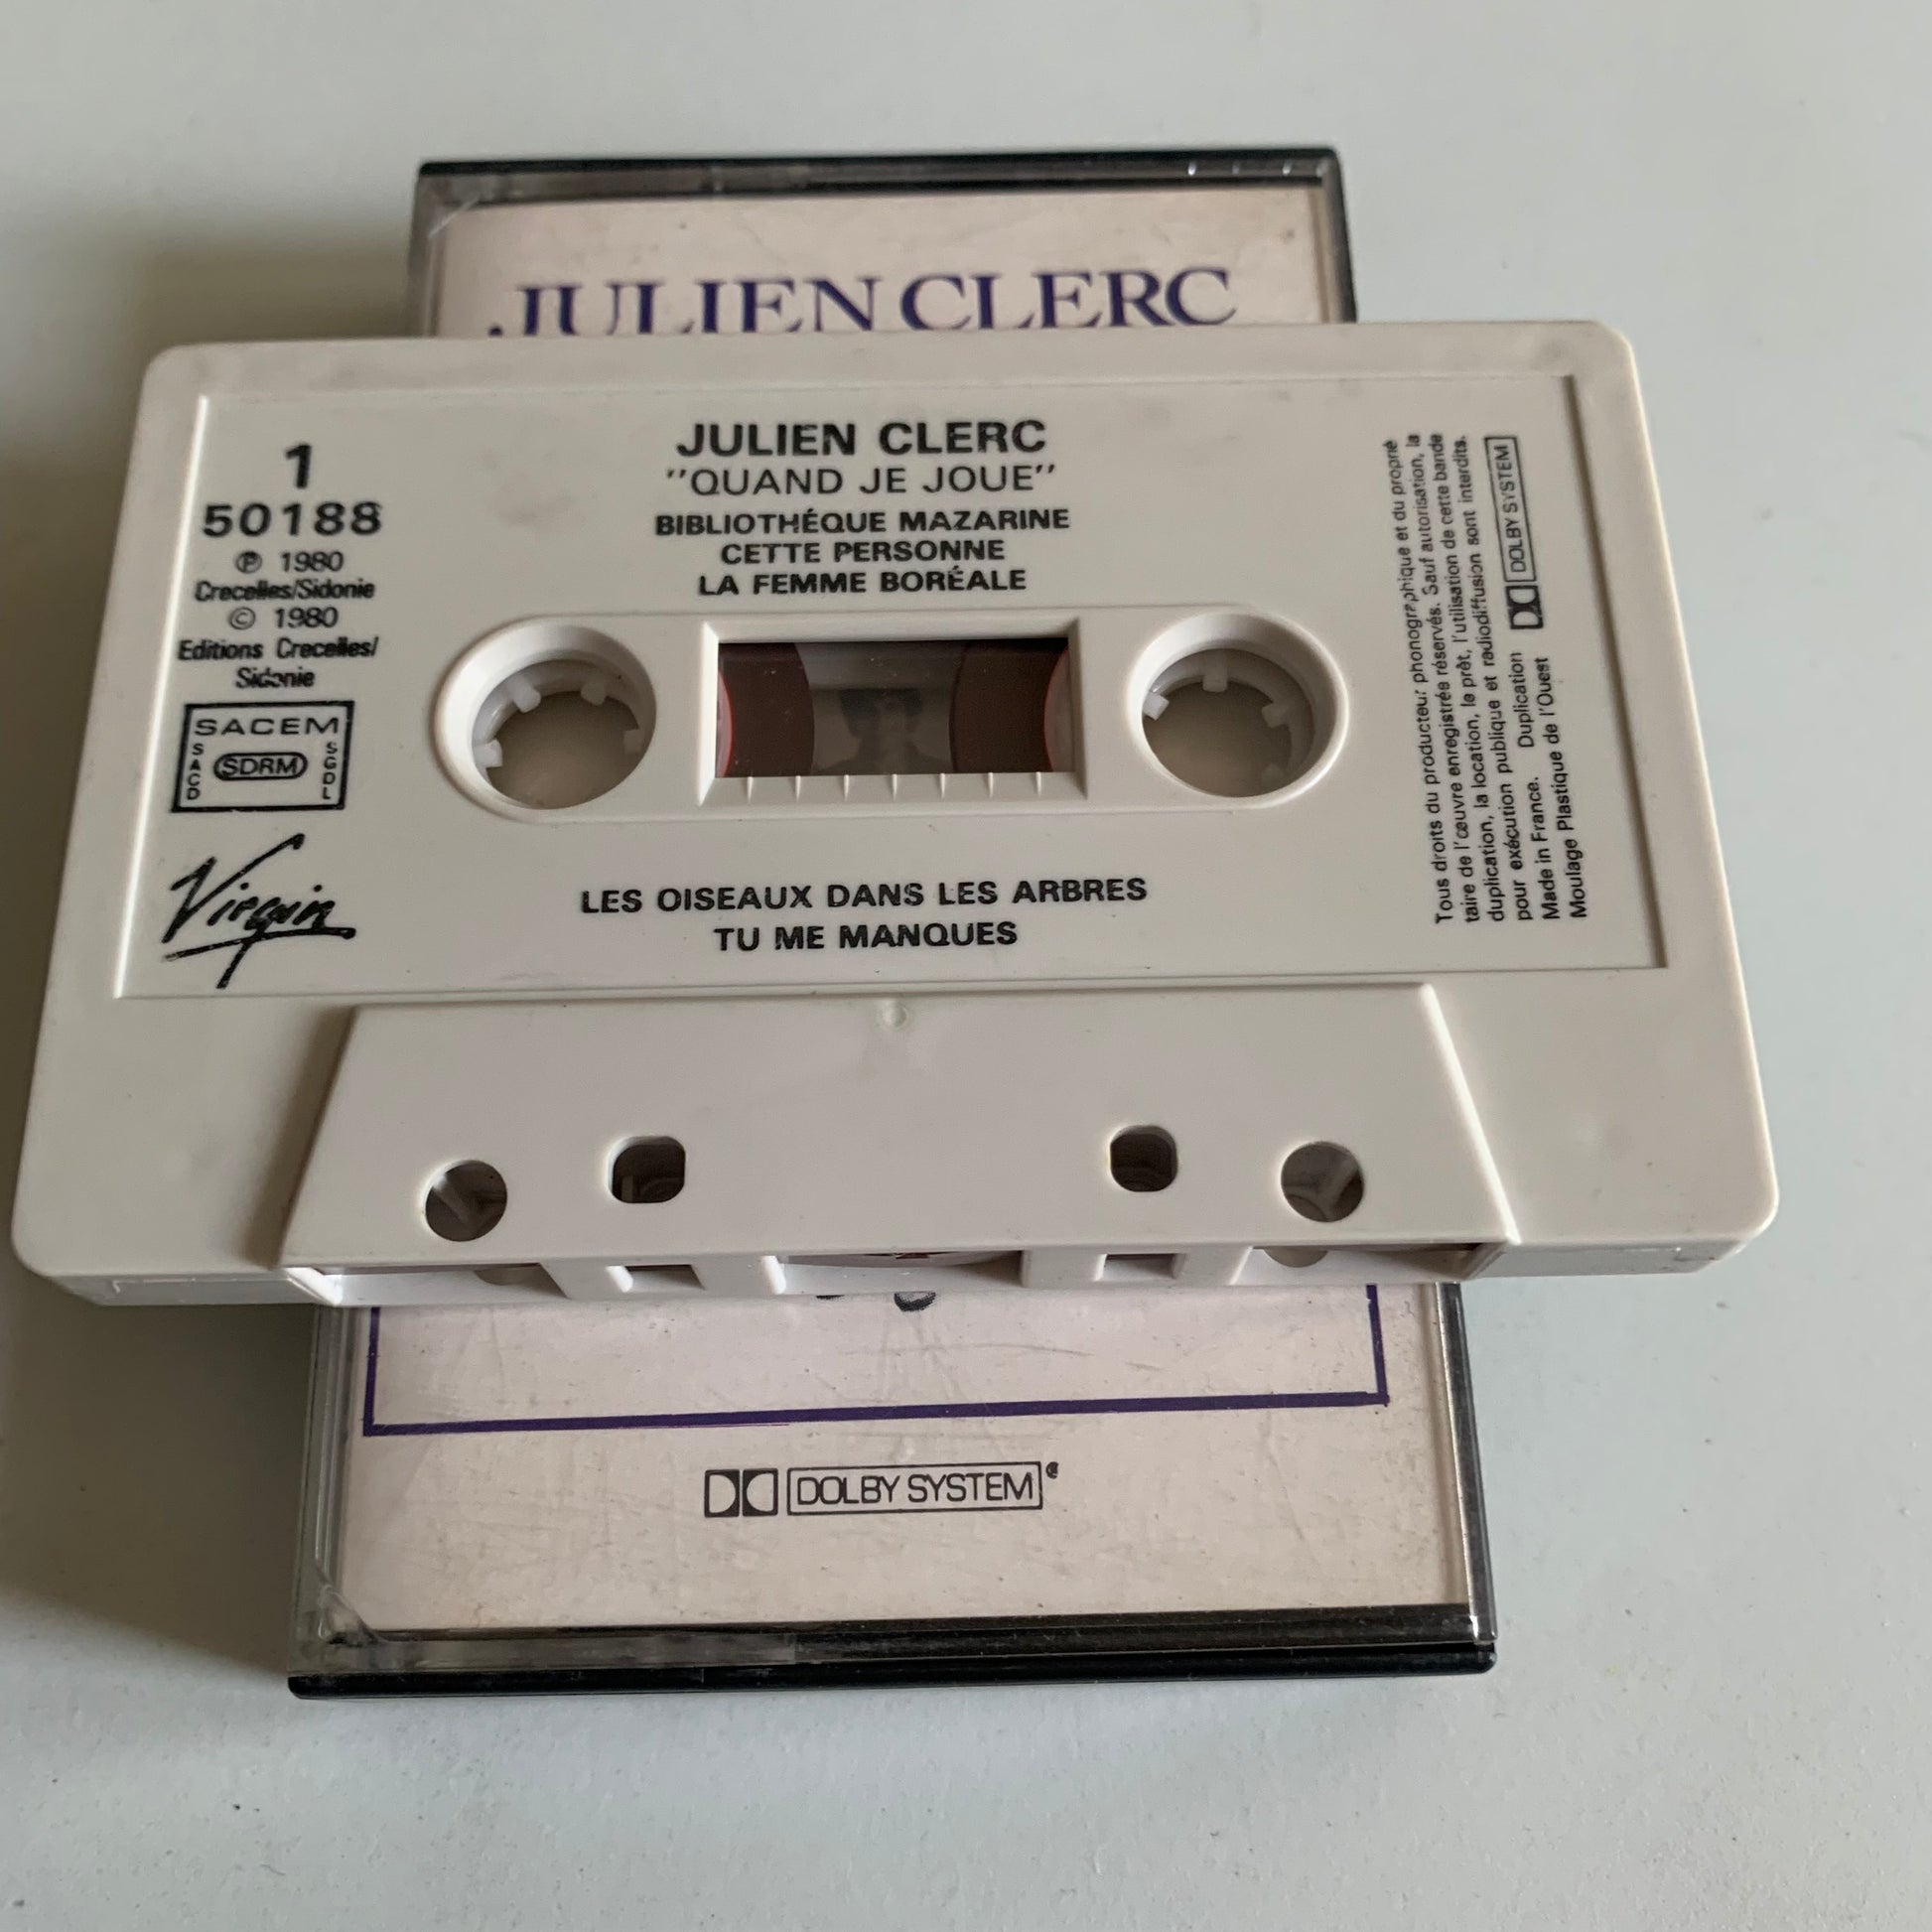 JULIEN CLERC
JULIEN CLERC
"QUAND JE JOUE"
BIBLIOTHÉQUE MAZARINE
CETTE PERSONNE
LA FEMME BORÉALE
1
50188
Ⓟ 1980
Crecelles/Sidonie
© 1980
Editions Crecelles/
Sidonie
SACEM
SACD
SDRM
SGDL
Virgin
LES OISEAUX DANS LES ARBRES
TU ME MANQUES
Tous droits du producteur phonographique et du proprié
taire de l'œuvre enregistrée réservés. Sauf autorisation, la
duplication, la location, le prêt, l'utilisation de cette bande
pour exécution publique et radiodiffusion sont interdits.
Made in France. Duplication
Moulage Plastique de l'Ouest
DOLBY SYSTEM
DOLBY SYSTEM